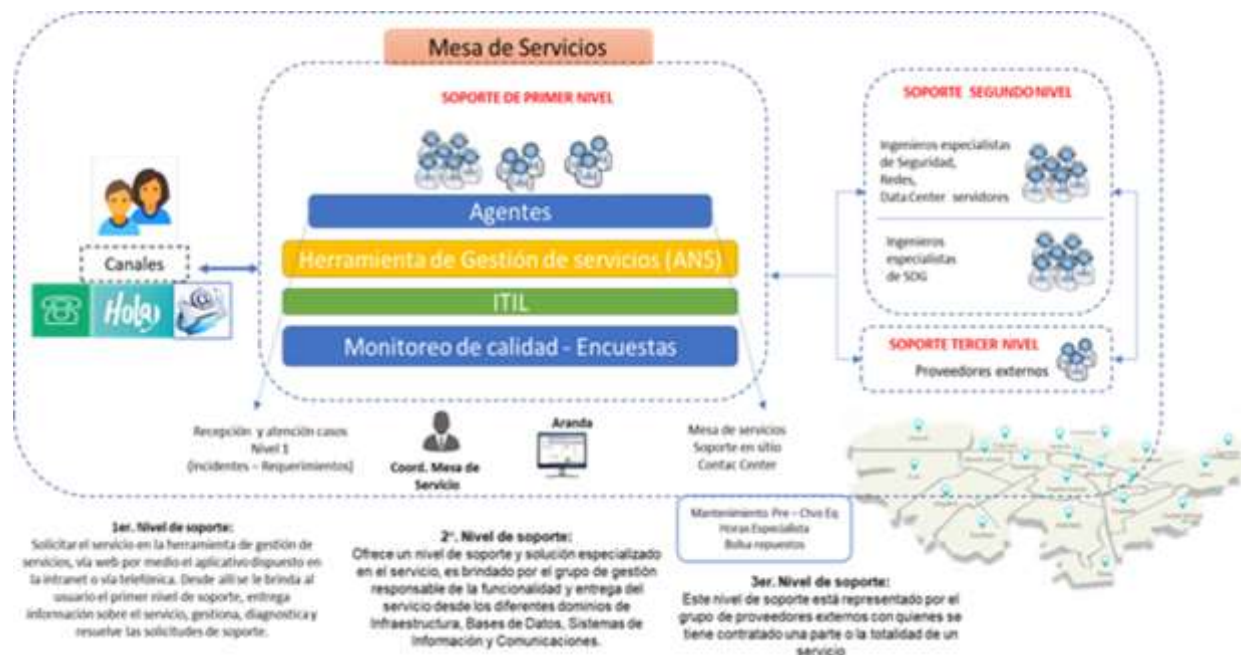 Mesa de Servicios
SOPORTE DE PRIMER NIVEL
Agentes
Herramienta de Gestión de servicios (ANS)
ITIL
Monitoreo de calidad - Encuestas
Canales
Hola
SOPORTE SEGUNDO NIVEL
Ingenieros especialistas
de Seguridad,
Redes,
Data Center servidores
Ingenieros
especialistas
de SDG
SOPORTE TERCER NIVEL
Proveedores externos
Recepción y atención casos
Nivel 1
(Incidentes – Requerimientos)
Coord. Mesa de
Servicio
Aranda
Mesa de servicios
Soporte en sitio
Contac Center
Mantenimiento Pre – Ctvo Eq.
Horas Especialista
Bolsa repuestos
1er. Nivel de soporte:
Solicitar el servicio en la herramienta de gestión de
servicios, vía web por medio el aplicativo dispuesto en
la intranet o vía telefónica. Desde allí se le brinda al
usuario el primer nivel de soporte, entrega
información sobre el servicio, gestiona, diagnostica y
resuelve las solicitudes de soporte.
2°. Nivel de soporte:
Ofrece un nivel de soporte y solución especializado
en el servicio, es brindado por el grupo de gestión
responsable de la funcionalidad y entrega del
servicio desde los diferentes dominios de
Infraestructura, Bases de Datos, Sistemas de
Información y Comunicaciones.
3er. Nivel de soporte:
Este nivel de soporte está representado por el
grupo de proveedores externos con quienes se
tiene contratado una parte o la totalidad de un
servicio